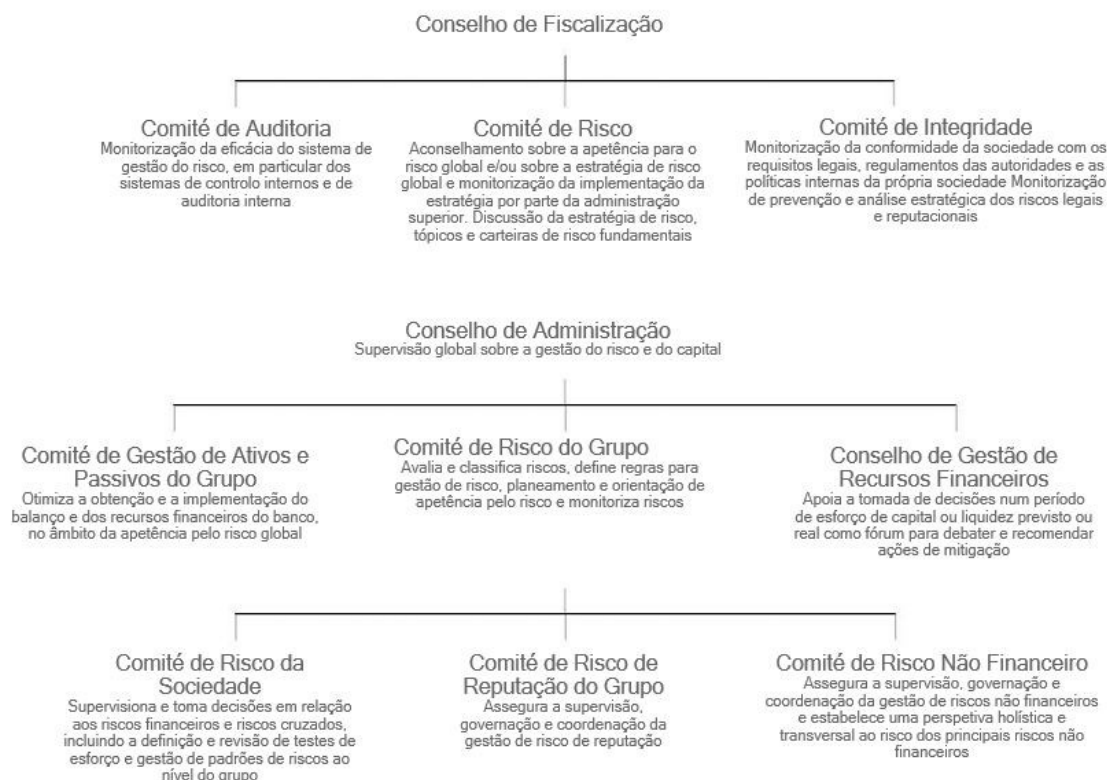 Conselho de Fiscalização
Comité de Auditoria
Monitorização da eficácia do sistema de
gestão do risco, em particular dos
sistemas de controlo internos e de
auditoria interna
Comité de Risco
Aconselhamento sobre a apetência para o
risco global e/ou sobre a estratégia de risco
global e monitorização da implementação da
estratégia por parte da administração
superior. Discussão da estratégia de risco,
tópicos e carteiras de risco fundamentais
Comité de Integridade
Monitorização da conformidade da sociedade com os
requisitos legais, regulamentos das autoridades e as
políticas internas da própria sociedade Monitorização
de prevenção e análise estratégica dos riscos legais
e reputacionais
Conselho de Administração
Supervisão global sobre a gestão do risco e do capital
Comité de Gestão de Ativos e
Passivos do Grupo
Otimiza a obtenção e a implementação do
balanço e dos recursos financeiros do banco,
no âmbito da apetência pelo risco global
Comité de Risco do Grupo
Avalia e classifica riscos, define regras para
gestão de risco, planeamento e orientação de
apetência pelo risco e monitoriza riscos
Conselho de Gestão de
Recursos Financeiros
Apoia a tomada de decisões num período
de esforço de capital ou liquidez previsto ou
real como fórum para debater e recomendar
ações de mitigação
Comité de Risco da
Sociedade
Supervisiona e toma decisões em relação
aos riscos financeiros e riscos cruzados,
incluindo a definição e revisão de testes de
esforço e gestão de padrões de riscos ao
nível do grupo
Comité de Risco de
Reputação do Grupo
Assegura a supervisão,
governação e coordenação da
gestão de risco de reputação
Comité de Risco Não Financeiro
Assegura a supervisão, governação e
coordenação da gestão de riscos não financeiros
e estabelece uma perspetiva holística e
transversal ao risco dos principais riscos não
financeiros